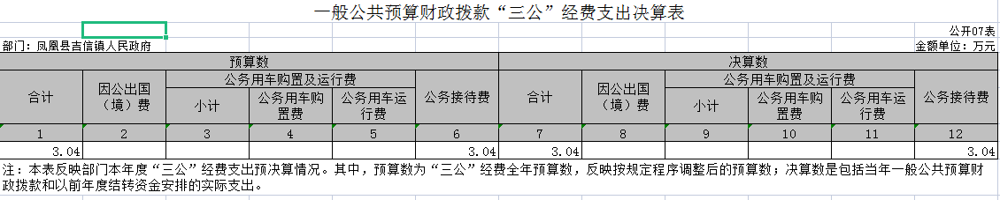 一般公共预算财政拨款“三公”经费支出决算表
公开07表
部门：凤凰县吉信镇人民政府 金额单位：万元
预算数 决算数
合计 因公出国（境）费 公务用车购置及运行费 公务接待费 合计 因公出国（境）费 公务用车购置及运行费 公务接待费
小计 公务用车购置费 公务用车运行费 小计 公务用车购置费 公务用车运行费
1 2 3 4 5 6 7 8 9 10 11 12
3.04 3.04 3.04 3.04
注：本表反映部门本年度“三公”经费支出预决算情况。其中，预算数为“三公”经费全年预算数，反映按规定程序调整后的预算数；决算数是包括当年一般公共预算财
政拨款和以前年度结转资金安排的实际支出。